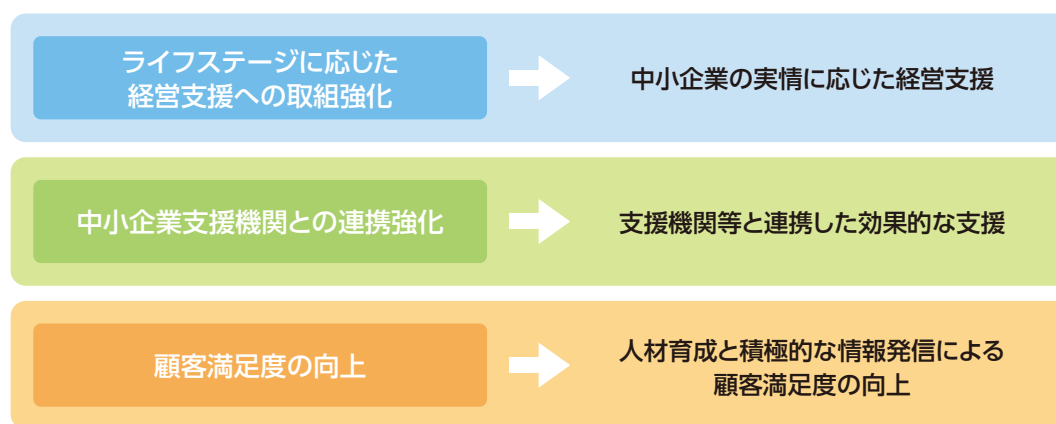 ライフステージに応じた
経営支援への取組強化
中小企業の実情に応じた経営支援
中小企業支援機関との連携強化
支援機関等と連携した効果的な支援
顧客満足度の向上
人材育成と積極的な情報発信による
顧客満足度の向上